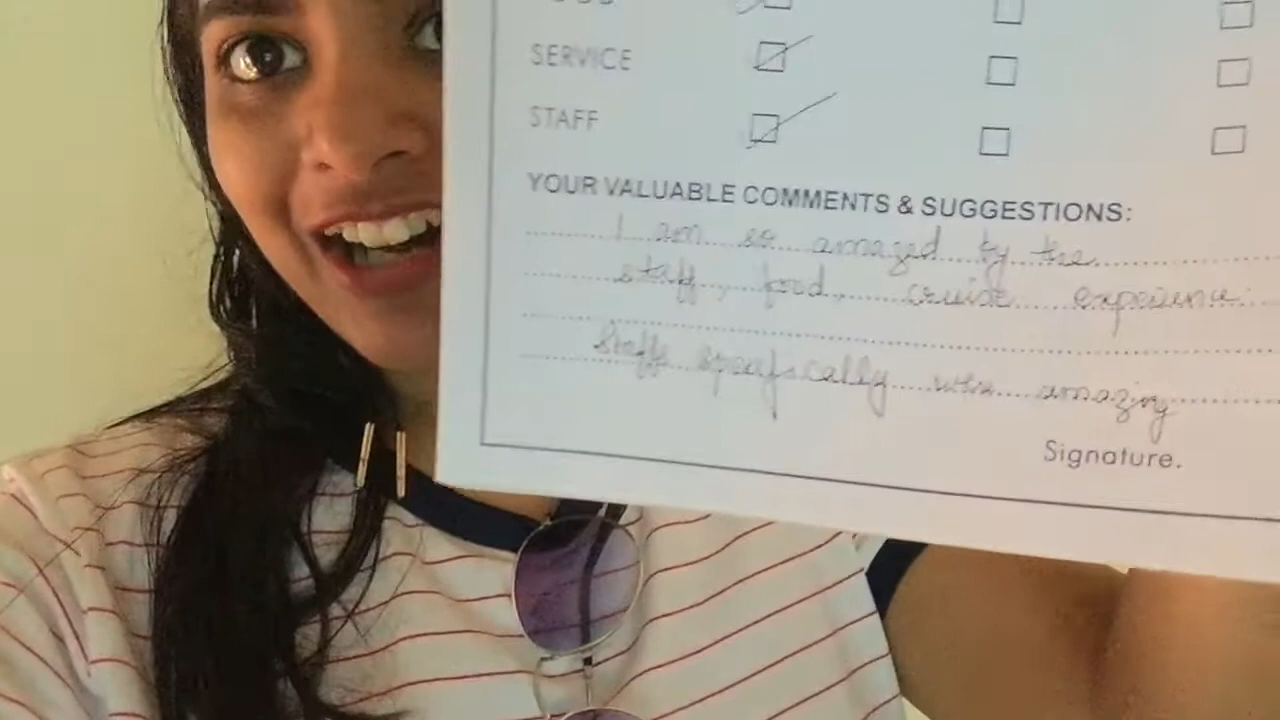 SERVICE
STAFF
YOUR VALUABLE COMMENTS & SUGGESTIONS:
I am so amazed by the
staff, food, cruise experience.
Staffs specifically were amazing
Signature.